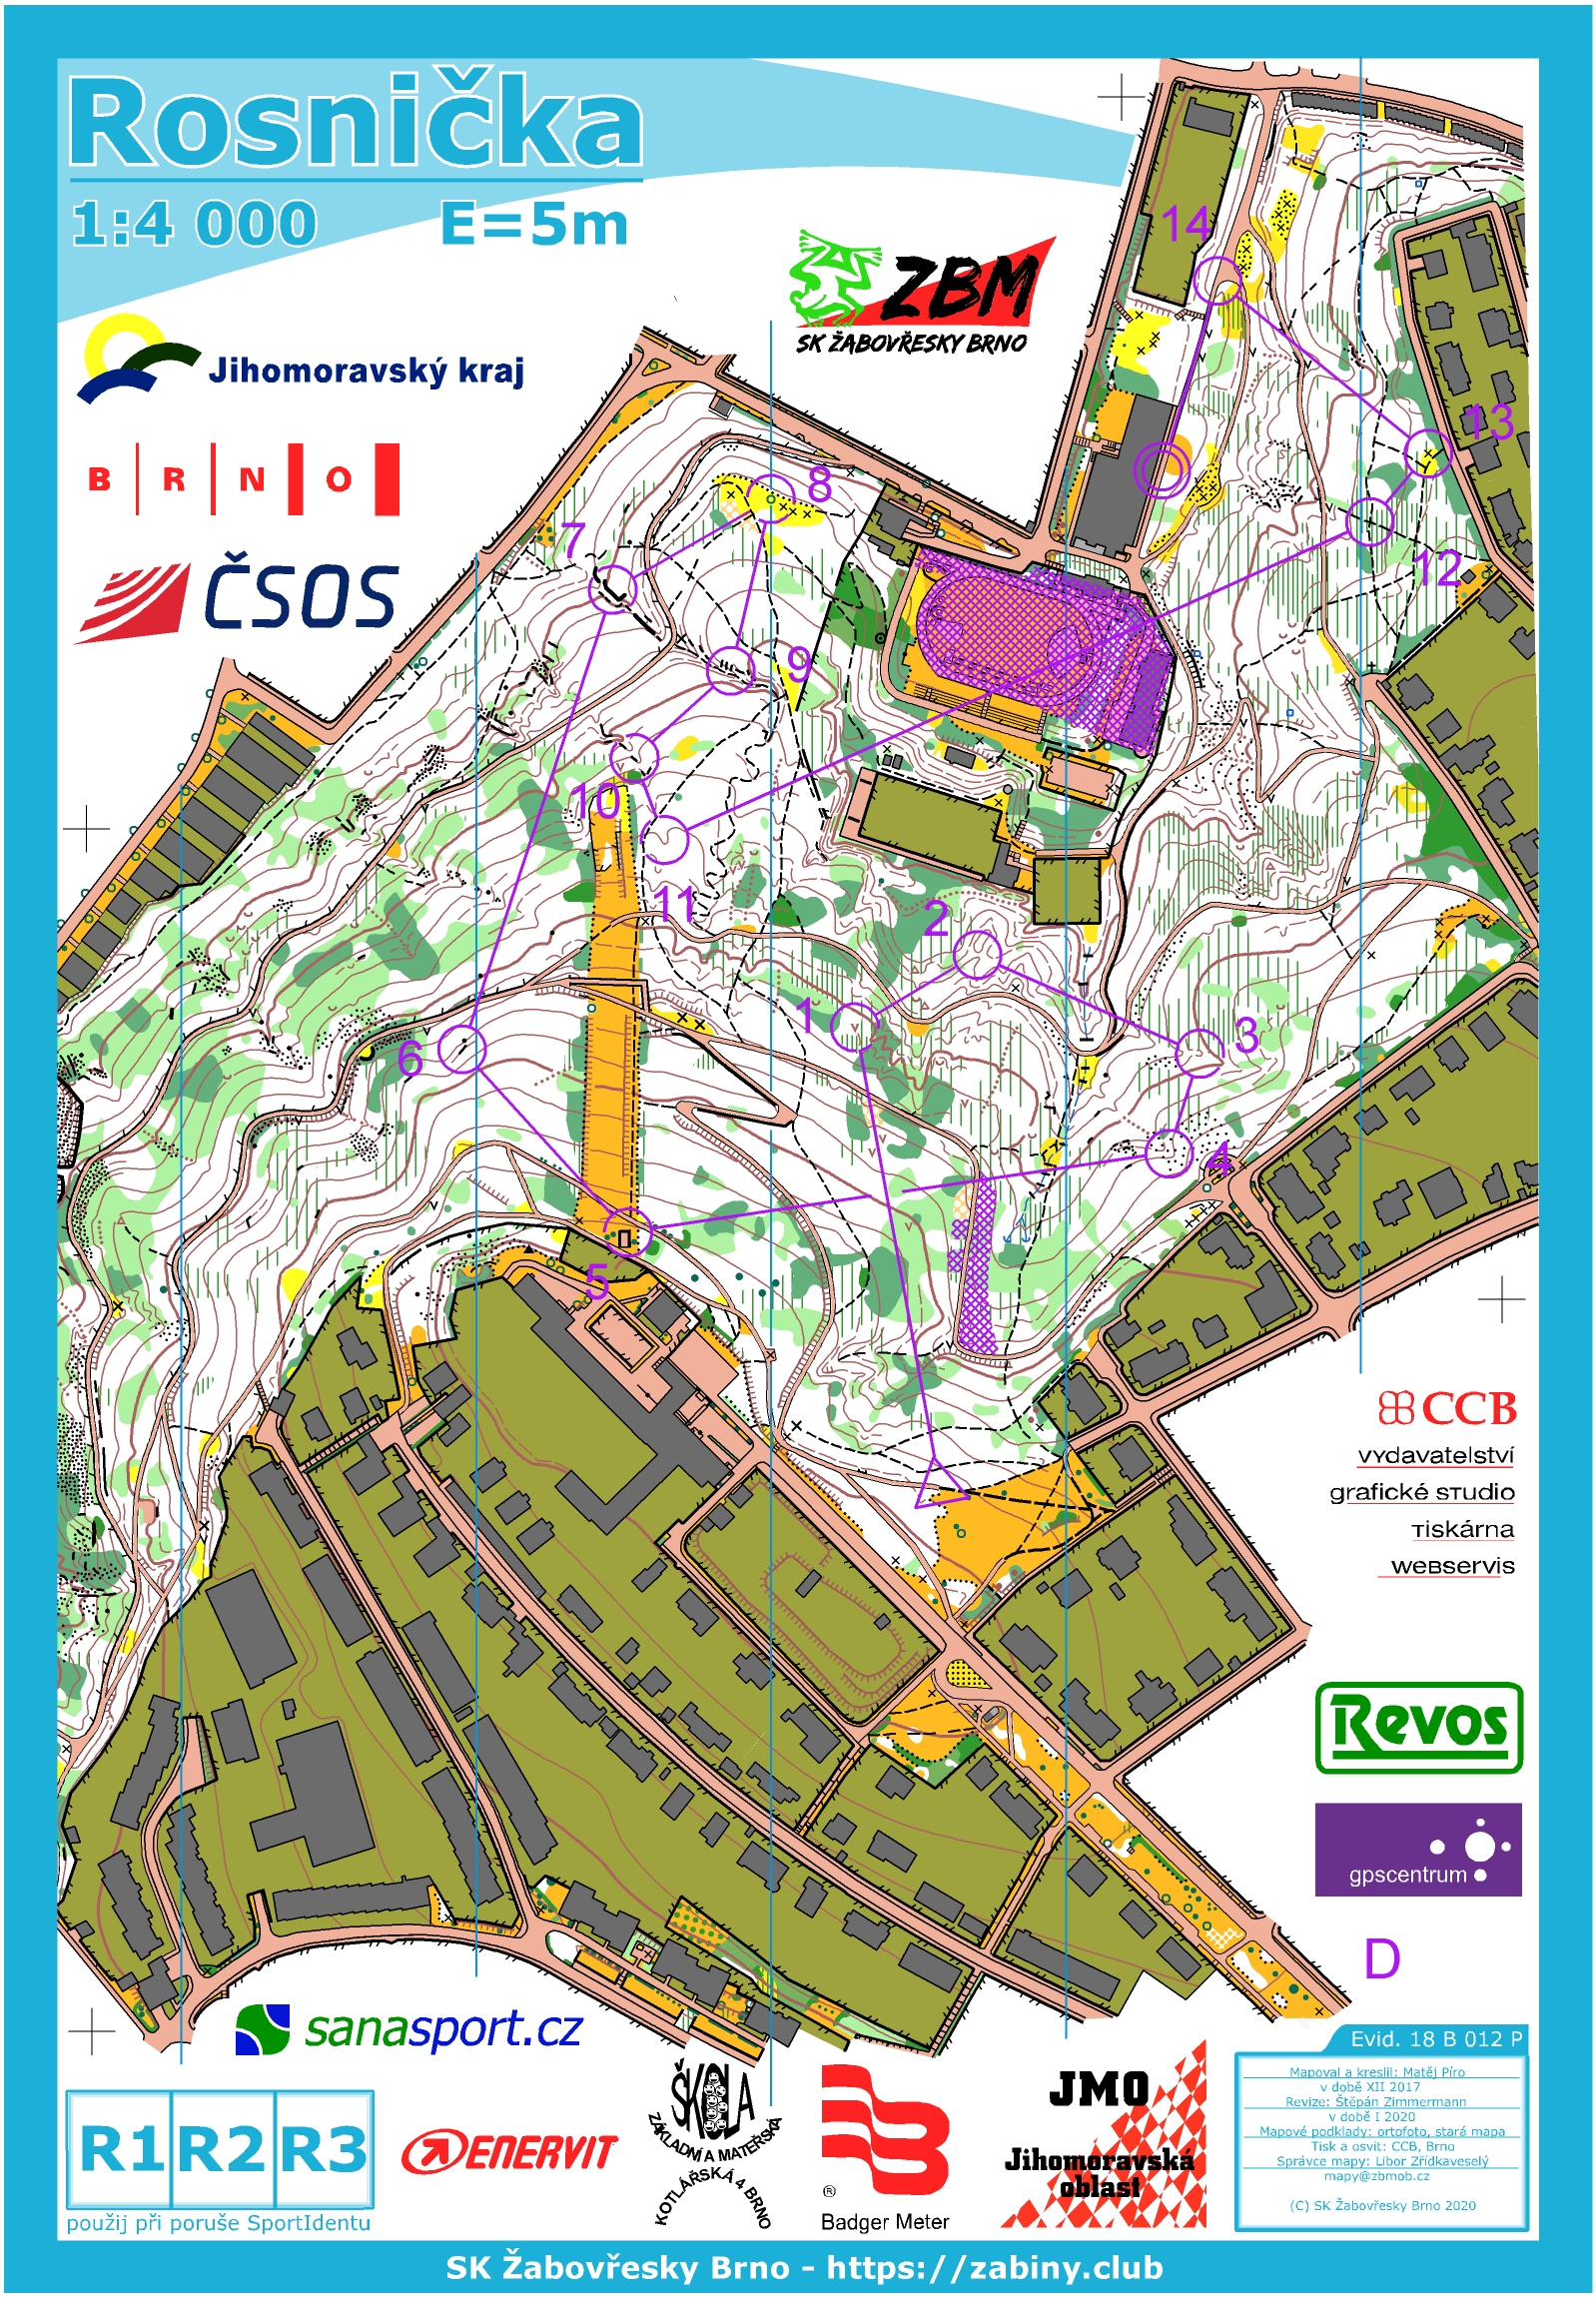 Rosnička
1:4 000 E=5m
ZBM
SK ŽABOVŘESKY BRNO
Jihomoravský kraj
B R N O
ČSOS
14
13
8
7
12
9
10
11
2
1
3
6
4
5
CCB
vydavatelství
grafické studio
tiskárna
webservis
Revos
gpscentrum
D
sanasport.cz
Evid. 18 B 012 P
Mapoval a kreslil: Matěj Píro
v době XII 2017
Revize: Štěpán Zimmermann
v době I 2020
Mapové podklady: ortofoto, stará mapa
Tisk a osvit: CCB, Brno
Správce mapy: Libor Zřídkaveselý
mapy@zbmob.cz
(C) SK Žabovřesky Brno 2020
R1 R2 R3
použij při poruše SportIdentu
ENERVIT
ŠKOLA
ZÁKLADNÍ A MATEŘSKÁ
KOTLÁŘSKÁ 4 BRNO
®
Badger Meter
JMO
Jihomoravská
oblast
SK Žabovřesky Brno - https://zabiny.club